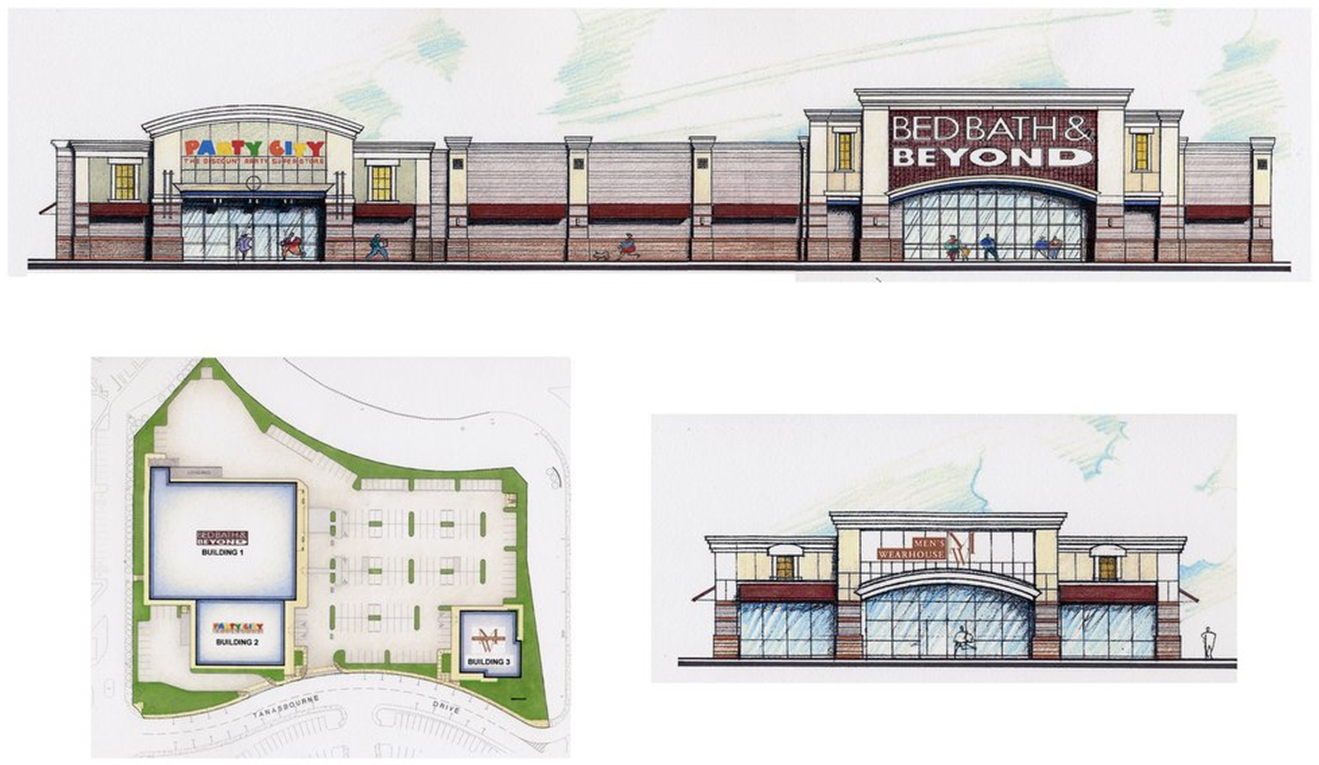 PARTY CITY
THE DISCOUNT PARTY SUPERSTORE
BED BATH &
BEYOND
LOADING
BED BATH &
BEYOND
BUILDING 1
PARTY CITY
BUILDING 2
M W
BUILDING 3
TANASBOURNE DRIVE
MEN'S
WEARHOUSE
M W